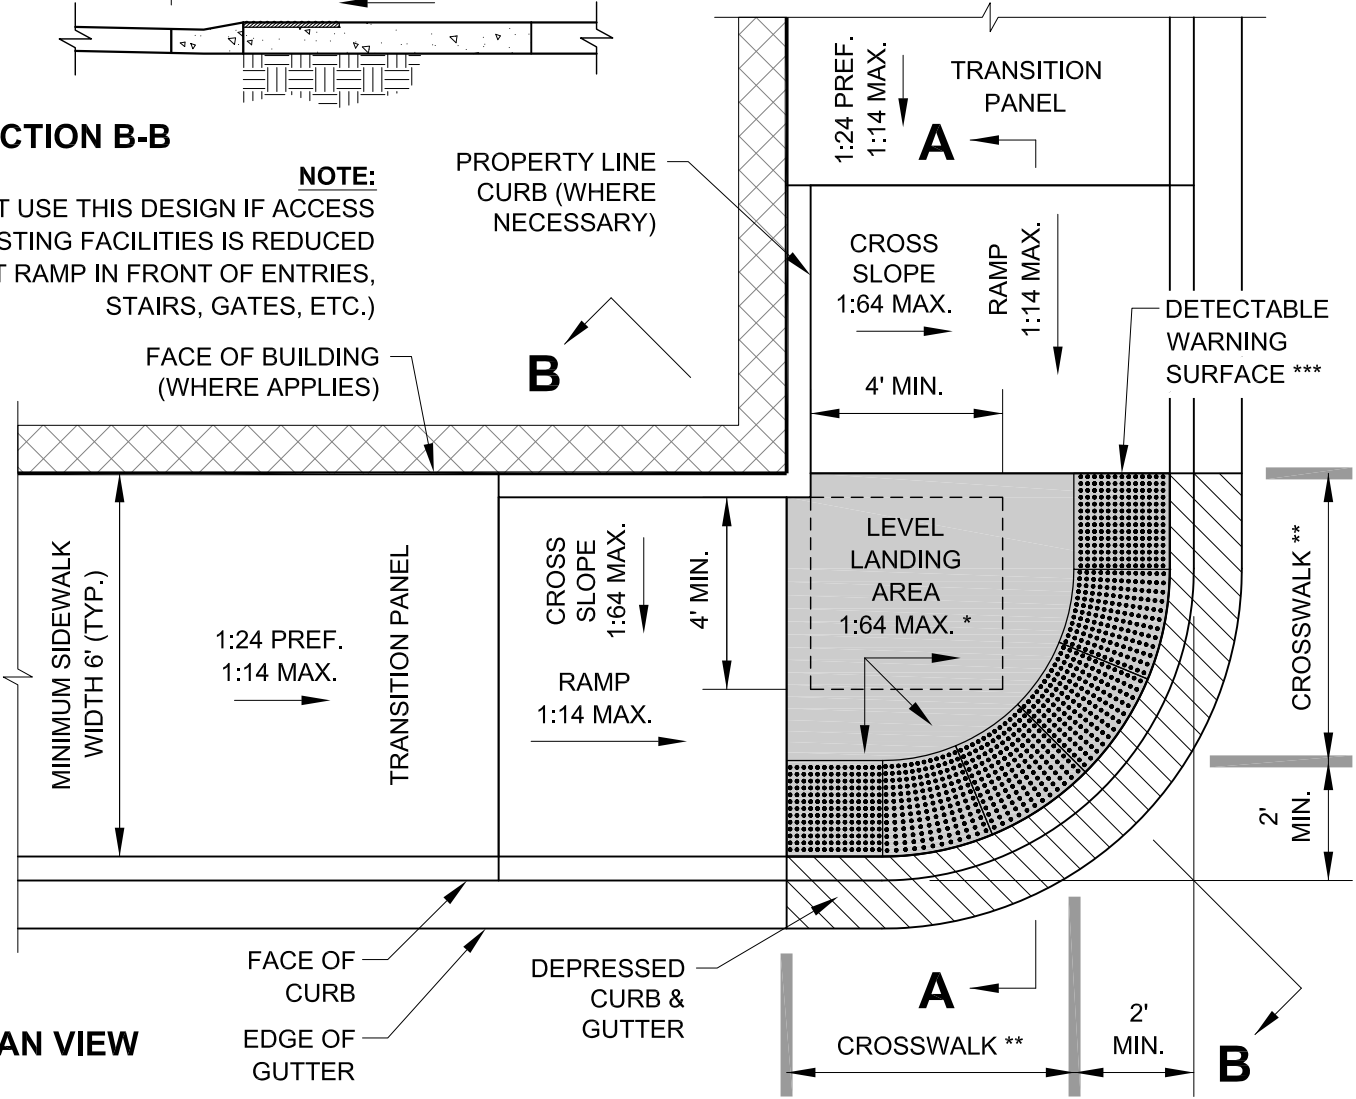 CTION B-B
NOTE:
T USE THIS DESIGN IF ACCESS
STING FACILITIES IS REDUCED
T RAMP IN FRONT OF ENTRIES,
STAIRS, GATES, ETC.)
FACE OF BUILDING
(WHERE APPLIES)
PROPERTY LINE
CURB (WHERE
NECESSARY)
1:24 PREF.
1:14 MAX.
TRANSITION
PANEL
A
B
CROSS
SLOPE
1:64 MAX.
RAMP
1:14 MAX.
4' MIN.
DETECTABLE
WARNING
SURFACE ***
MINIMUM SIDEWALK
WIDTH 6' (TYP.)
1:24 PREF.
1:14 MAX.
TRANSITION PANEL
CROSS
SLOPE
1:64 MAX.
4' MIN.
RAMP
1:14 MAX.
LEVEL
LANDING
AREA
1:64 MAX. *
CROSSWALK **
2'
MIN.
FACE OF
CURB
EDGE OF
GUTTER
DEPRESSED
CURB &
GUTTER
A
CROSSWALK **
2'
MIN.
B
AN VIEW